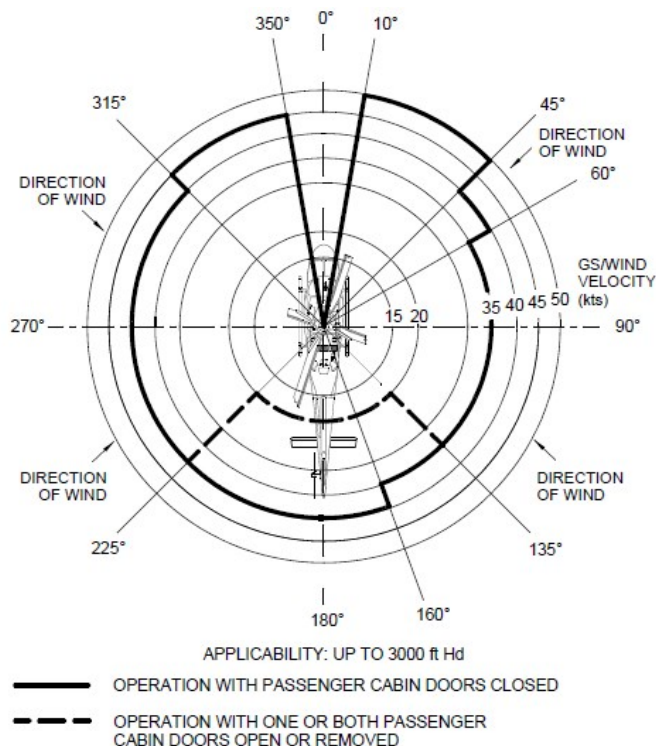 0°
350°
10°
315°
45°
DIRECTION
OF WIND
60°
DIRECTION
OF WIND
GS/WIND
VELOCITY
(kts)
15 20 35 40 45 50
270°
90°
DIRECTION
OF WIND
DIRECTION
OF WIND
225°
135°
160°
180°
APPLICABILITY: UP TO 3000 ft Hd
OPERATION WITH PASSENGER CABIN DOORS CLOSED
OPERATION WITH ONE OR BOTH PASSENGER
CABIN DOORS OPEN OR REMOVED